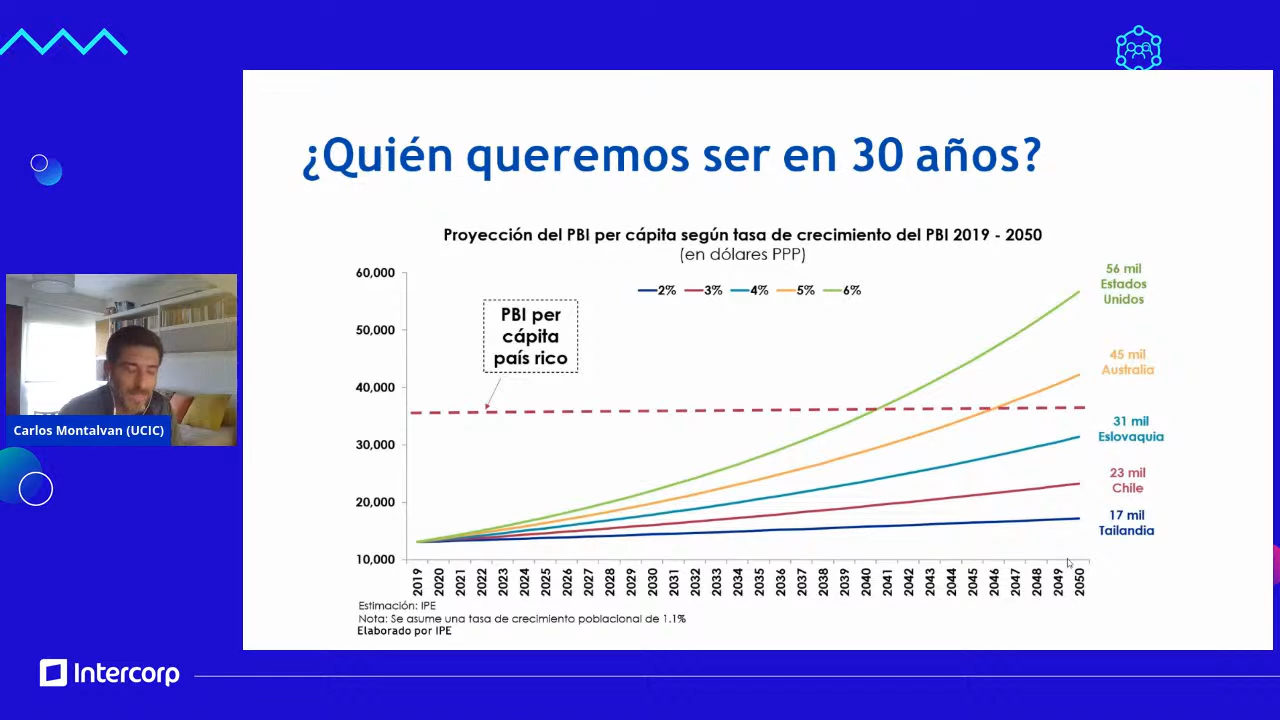 ¿Quién queremos ser en 30 años?
Proyección del PBI per cápita según tasa de crecimiento del PBI 2019 - 2050
(en dólares PPP)
2% 3% 4% 5% 6%
60,000
50,000
40,000
30,000
20,000
10,000
PBI per
cápita
país rico
56 mil
Estados
Unidos
45 mil
Australia
31 mil
Eslovaquia
23 mil
Chile
17 mil
Tailandia
2019 2020 2021 2022 2023 2024 2025 2026 2027 2028 2029 2030 2031 2032 2033 2034 2035 2036 2037 2038 2039 2040 2041 2042 2043 2044 2045 2046 2047 2048 2049 2050
Estimación: IPE
Nota: Se asume una tasa de crecimiento poblacional de 1.1%
Elaborado por IPE
Carlos Montalvan (UCIC)
Intercorp